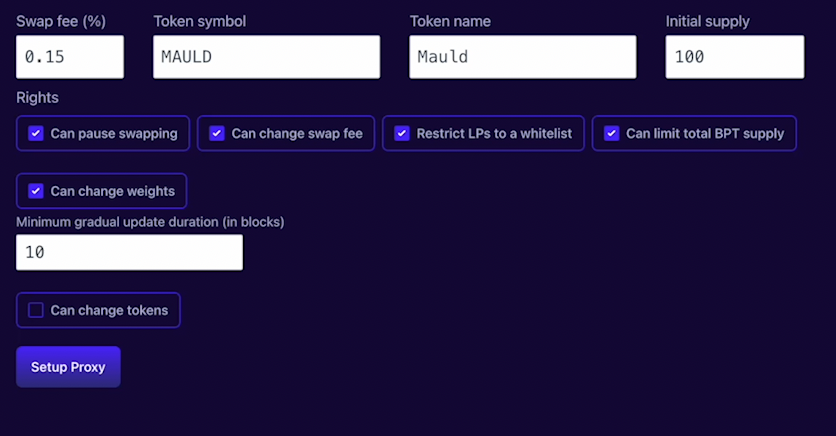 Swap fee (%) Token symbol Token name Initial supply
0.15 MAULD Mauld 100
Rights
Can pause swapping Can change swap fee Restrict LPs to a whitelist Can limit total BPT supply
Can change weights
Minimum gradual update duration (in blocks)
10
Can change tokens
Setup Proxy